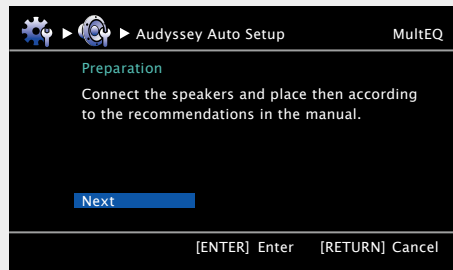 Audyssey Auto Setup MultEQ
Preparation
Connect the speakers and place then according
to the recommendations in the manual.
Next
[ENTER] Enter [RETURN] Cancel